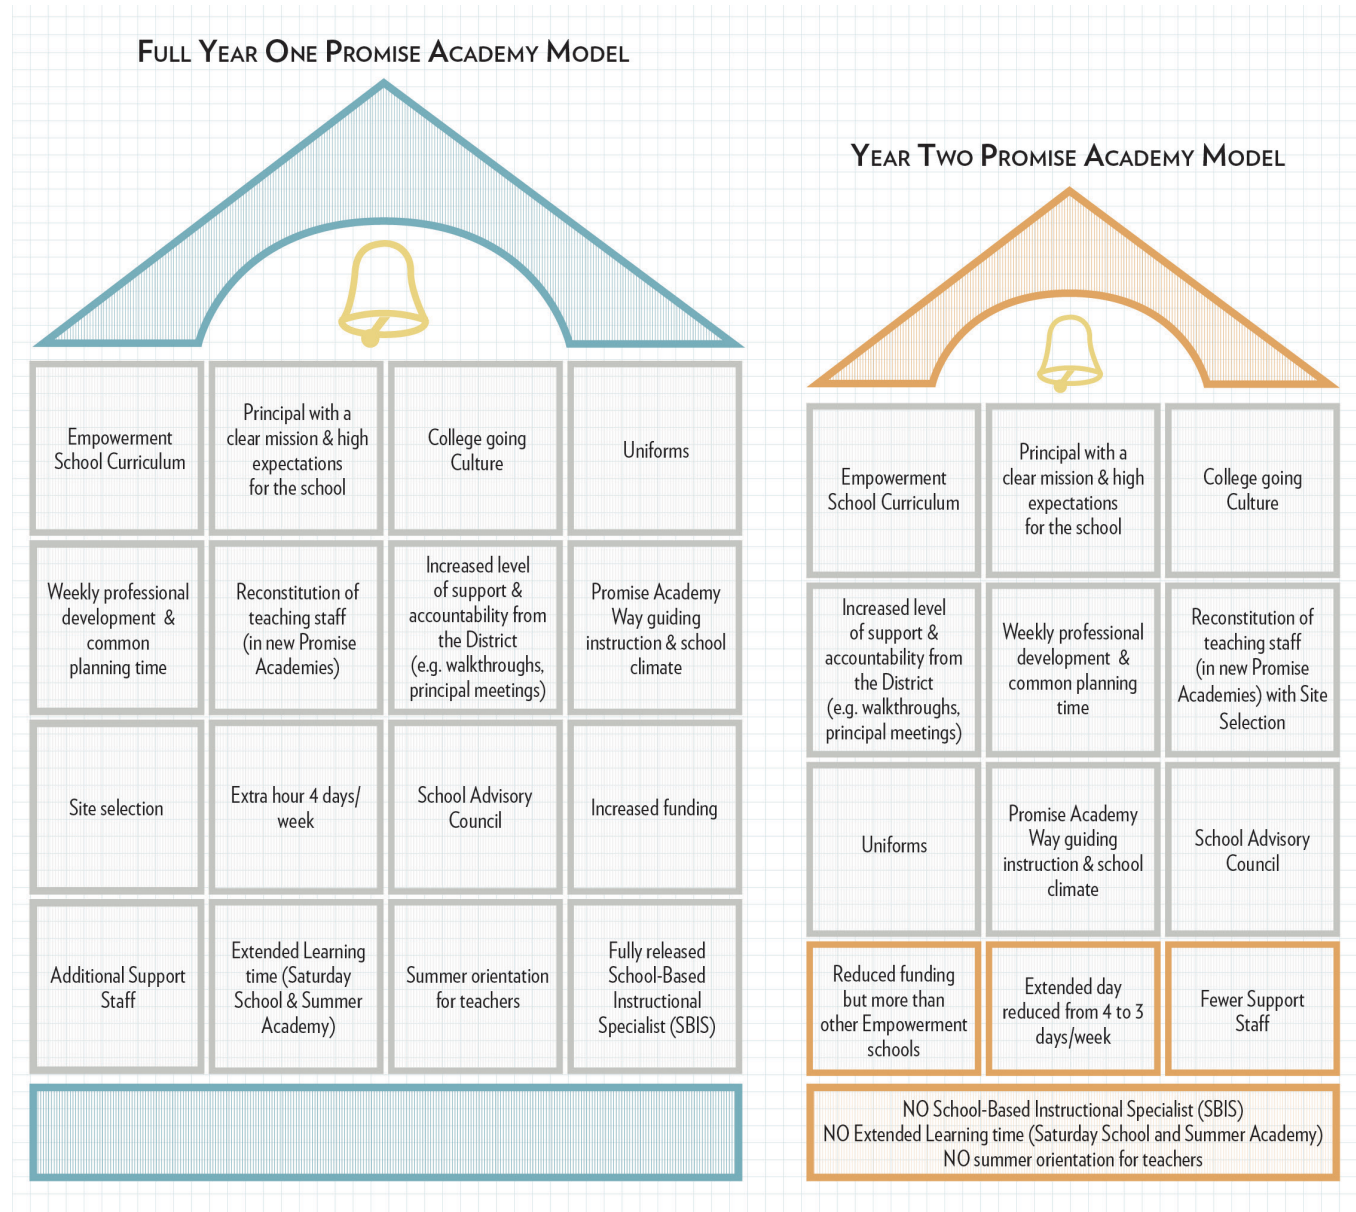 Full Year One Promise Academy Model
Empowerment
School Curriculum
Principal with a
clear mission & high
expectations
for the school
College going
Culture
Uniforms
Weekly professional
development &
common
planning time
Reconstitution of
teaching staff
(in new Promise
Academies)
Increased level
of support &
accountability from
the District
(e.g. walkthroughs,
principal meetings)
Promise Academy
Way guiding
instruction & school
climate
Site selection
Extra hour 4 days/
week
School Advisory
Council
Increased funding
Additional Support
Staff
Extended Learning
time (Saturday
School & Summer
Academy)
Summer orientation
for teachers
Fully released
School-Based
Instructional
Specialist (SBIS)
Year Two Promise Academy Model
Empowerment
School Curriculum
Principal with a
clear mission & high
expectations
for the school
College going
Culture
Increased level
of support &
accountability from
the District
(e.g. walkthroughs,
principal meetings)
Weekly professional
development &
common planning
time
Reconstitution of
teaching staff
(in new Promise
Academies) with Site
Selection
Uniforms
Promise Academy
Way guiding
instruction & school
climate
School Advisory
Council
Reduced funding
but more than
other Empowerment
schools
Extended day
reduced from 4 to 3
days/week
Fewer Support
Staff
NO School-Based Instructional Specialist (SBIS)
NO Extended Learning time (Saturday School and Summer Academy)
NO summer orientation for teachers